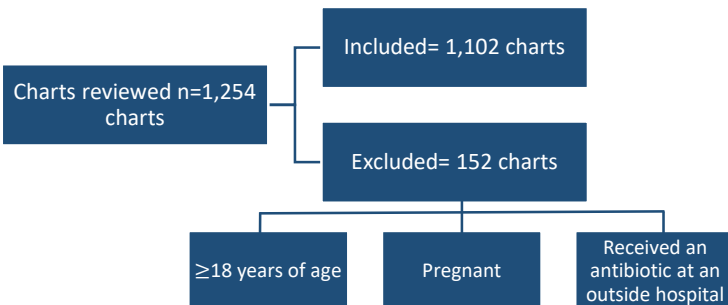 Included= 1,102 charts
Charts reviewed n=1,254
charts
Excluded= 152 charts
≥18 years of age
Pregnant
Received an
antibiotic at an
outside hospital